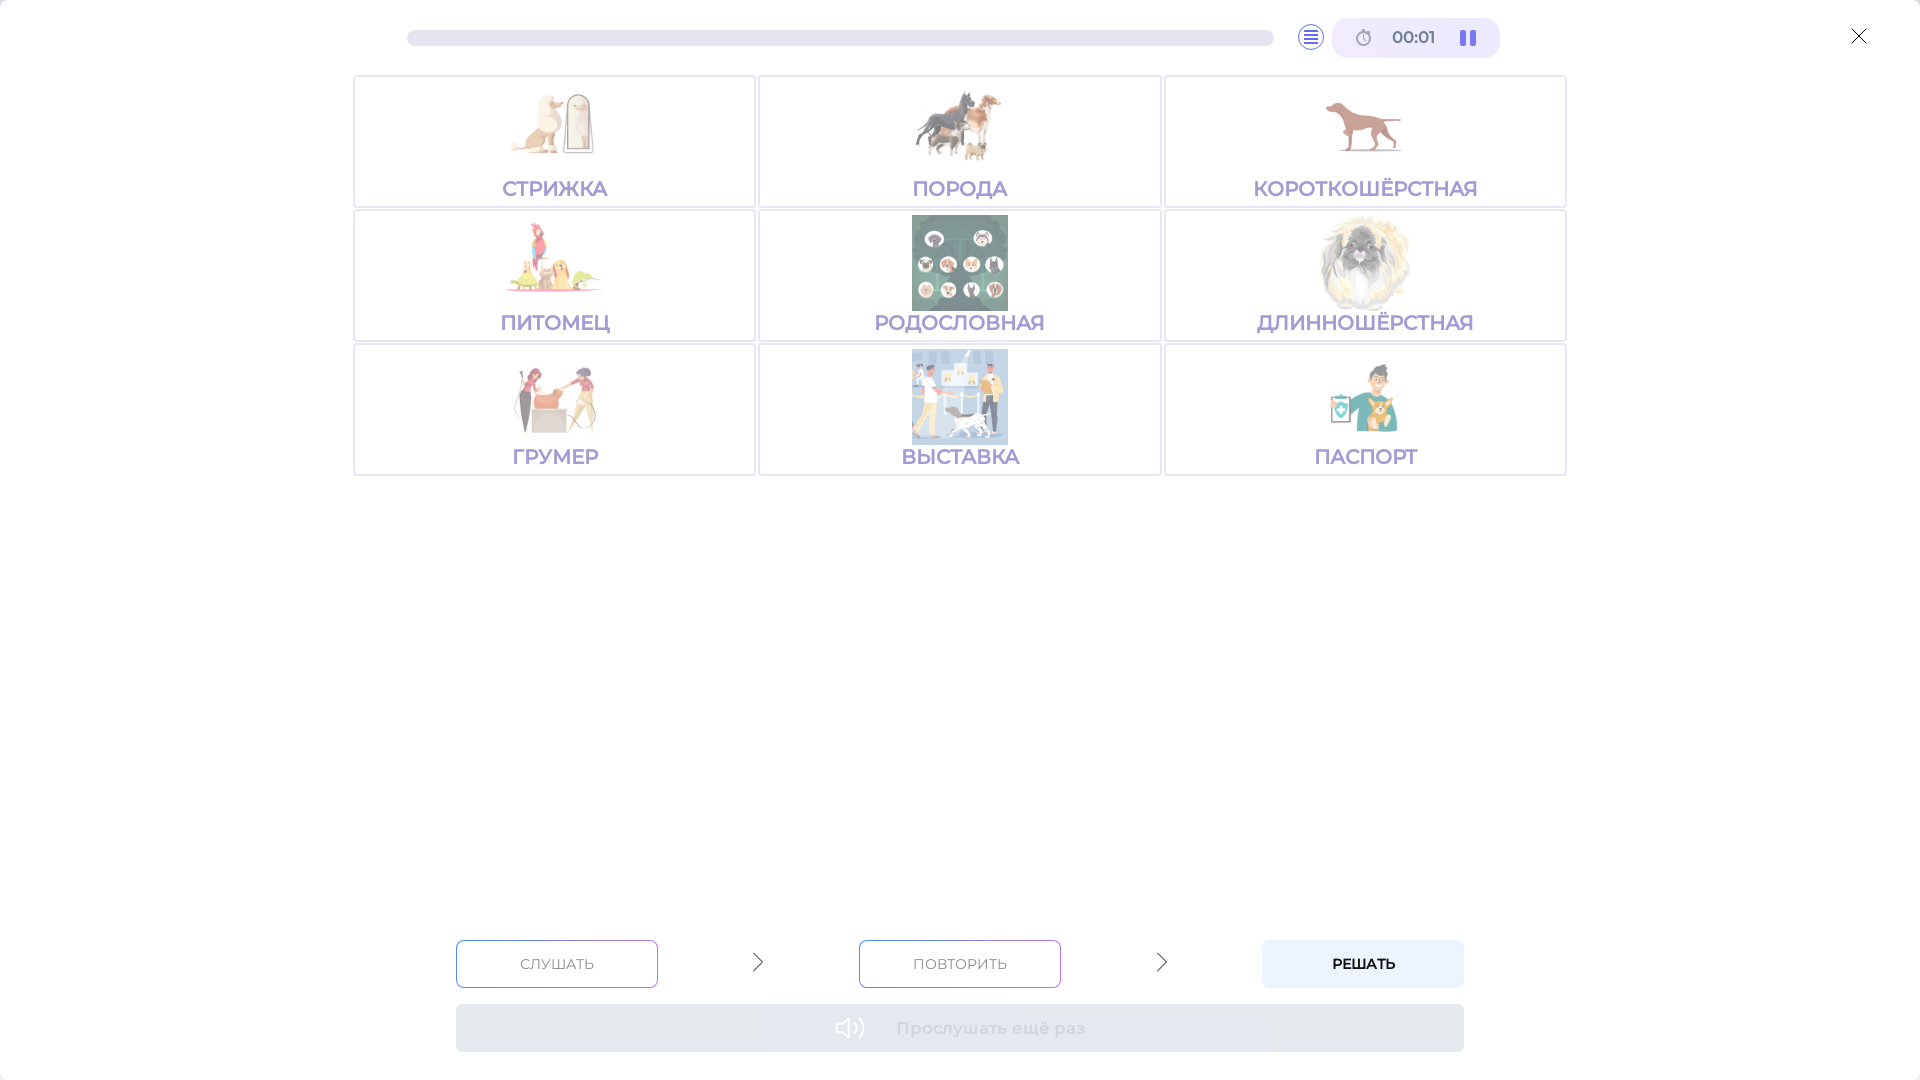 00:01
СТРИЖКА
ПОРОДА
КОРОТКОШЁРСТНАЯ
ПИТОМЕЦ
РОДОСЛОВНАЯ
ДЛИННОШЁРСТНАЯ
ГРУМЕР
ВЫСТАВКА
ПАСПОРТ
СЛУШАТЬ
ПОВТОРИТЬ
РЕШАТЬ
Прослушать ещё раз